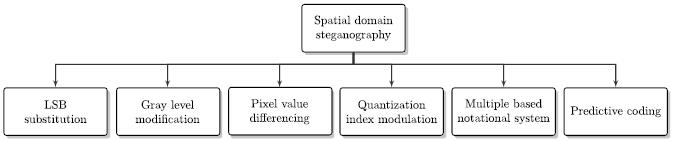 Spatial domain
steganography
LSB
substitution
Gray level
modification
Pixel value
differencing
Quantization
index modulation
Multiple based
notational system
Predictive coding